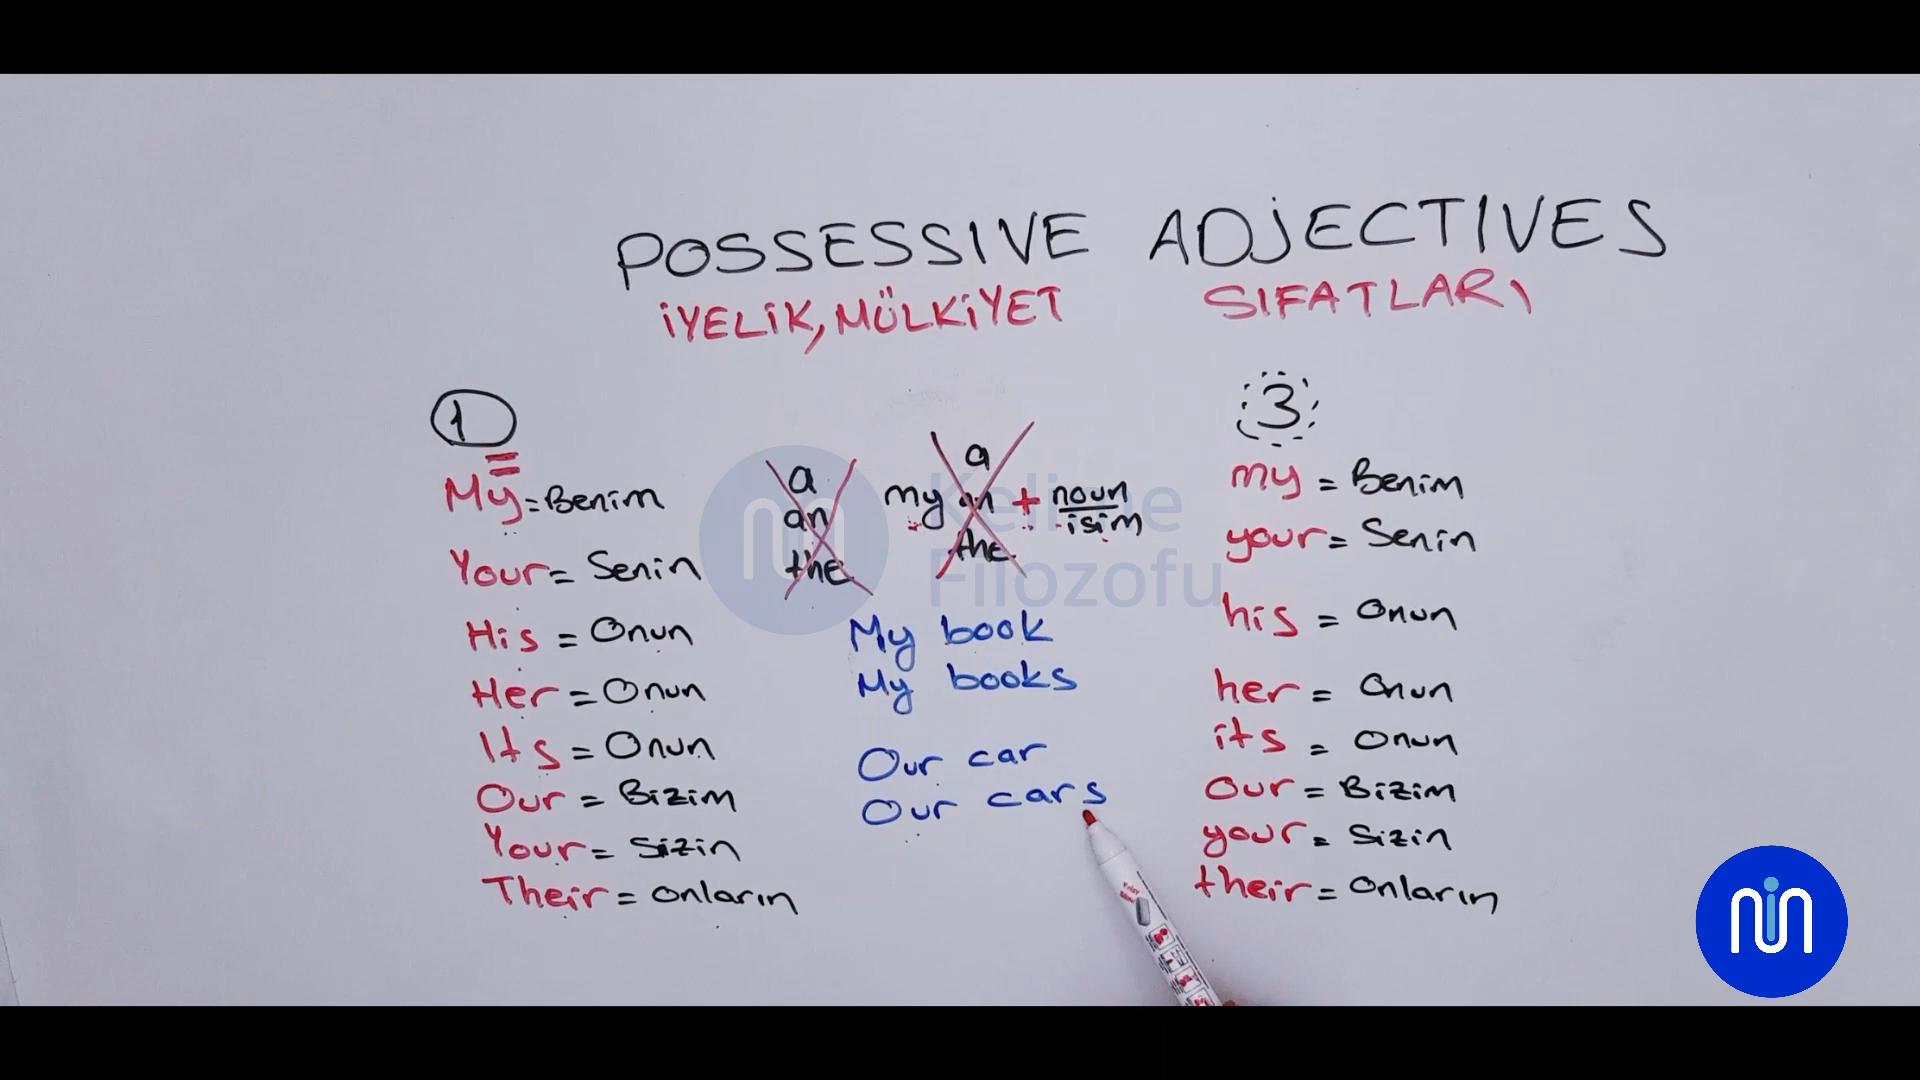 POSSESSIVE ADJECTIVES
İYELİK, MÜLKİYET SIFATLARI
1
My = Benim
Your = Senin
His = Onun
Her = Onun
Its = Onun
Our = Bizim
Your = Sizin
Their = Onların
a
an
the
a
my an + noun
isim
the
My book
My books
Our car
Our cars
3
my = Benim
your = Senin
his = Onun
her = Onun
its = Onun
our = Bizim
your = Sizin
their = Onların
Kelime
Filozofu